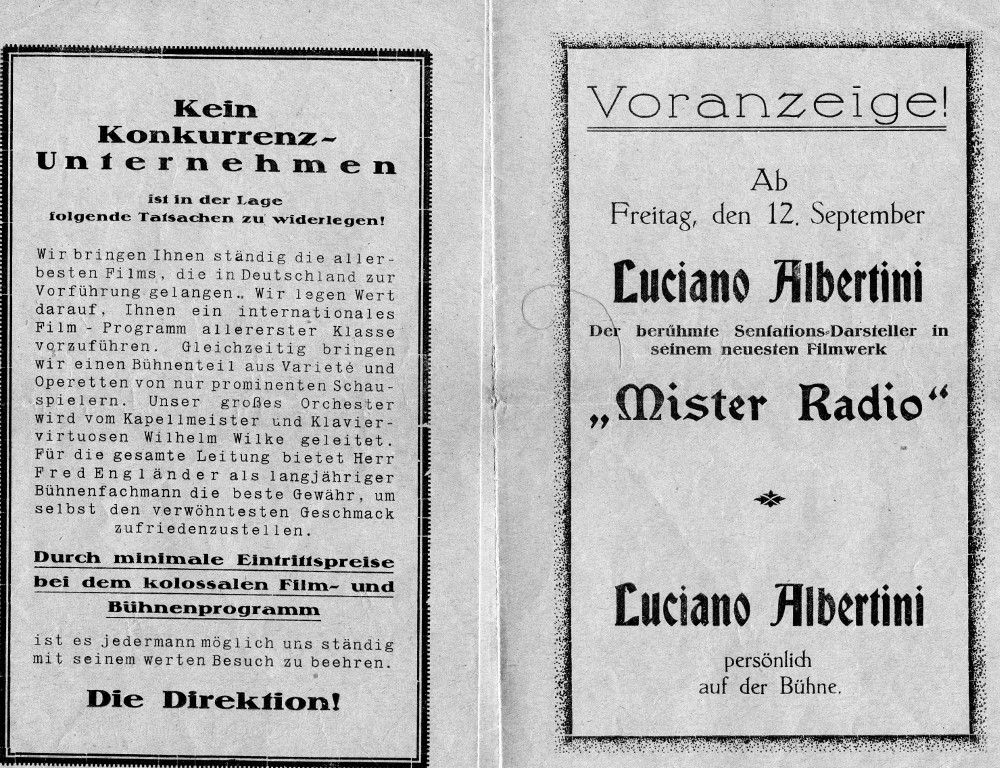 Kein
Konkurrenz-
Unternehmen
ist in der Lage
folgende Tatsachen zu widerlegen!
Wir bringen Ihnen ständig die aller-
besten Films, die in Deutschland zur
Vorführung gelangen.. Wir legen Wert
darauf, Ihnen ein internationales
Film - Programm allererster Klasse
vorzuführen. Gleichzeitig bringen
wir einen Bühnenteil aus Varieté und
Operetten von nur prominenten Schau-
spielern. Unser großes Orchester
wird vom Kapellmeister und Klavier-
virtuosen Wilhelm Wilke geleitet.
Für die gesamte Leitung bietet Herr
Fred Engländer als langjähriger
Bühnenfachmann die beste Gewähr, um
selbst den verwöhntesten Geschmack
zufriedenzustellen.
Durch minimale Eintrittspreise
bei dem kolossalen Film- und
Bühnenprogramm
ist es jedermann möglich uns ständig
mit seinem werten Besuch zu beehren.
Die Direktion!
Voranzeige!
Ab
Freitag, den 12. September
Luciano Albertini
Der berühmte Senſations-Darsteller in
seinem neuesten Filmwerk
„Mister Radio“
Luciano Albertini
persönlich
auf der Bühne.